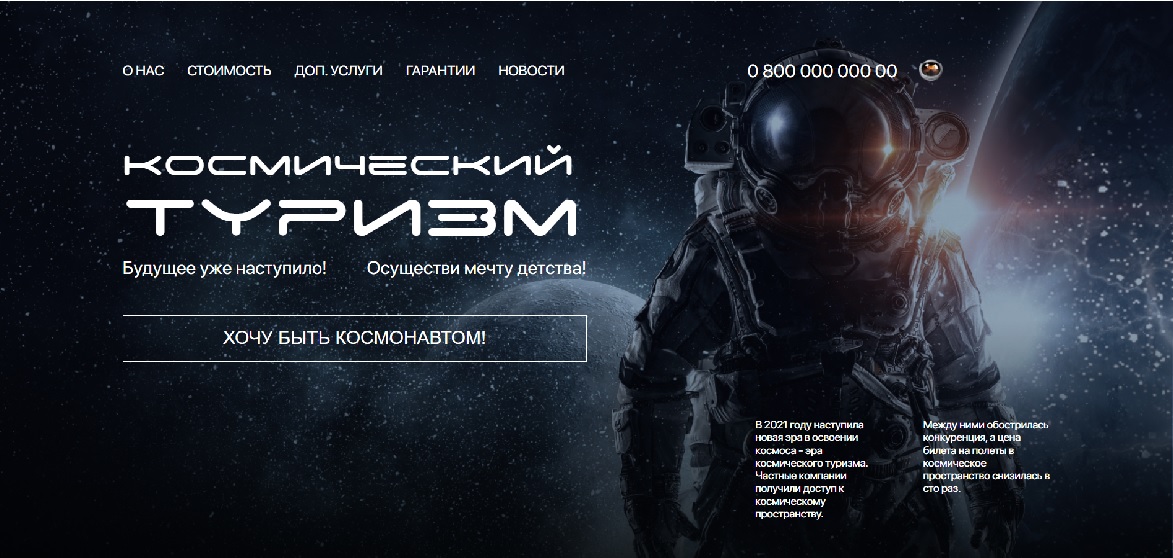 О НАС СТОИМОСТЬ ДОП. УСЛУГИ ГАРАНТИИ НОВОСТИ
0 800 000 000 00
КОСМИЧЕСКИЙ
ТУРИЗМ
Будущее уже наступило! Осуществи мечту детства!
ХОЧУ БЫТЬ КОСМОНАВТОМ!
В 2021 году наступила
новая эра в освоении
космоса - эра
космического туризма.
Частные компании
получили доступ к
космическому
пространству.
Между ними обострилась
конкуренция, а цена
билета на полеты в
космическое
пространство снизилась в
сто раз.